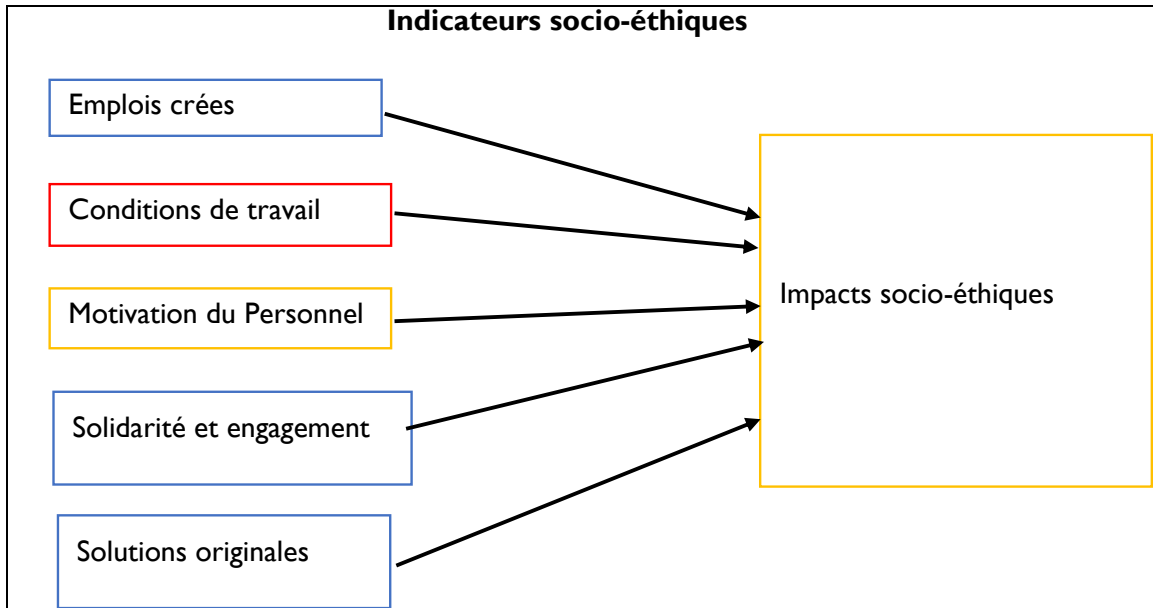 Indicateurs socio-éthiques
Emplois crées
Conditions de travail
Motivation du Personnel
Solidarité et engagement
Solutions originales
Impacts socio-éthiques